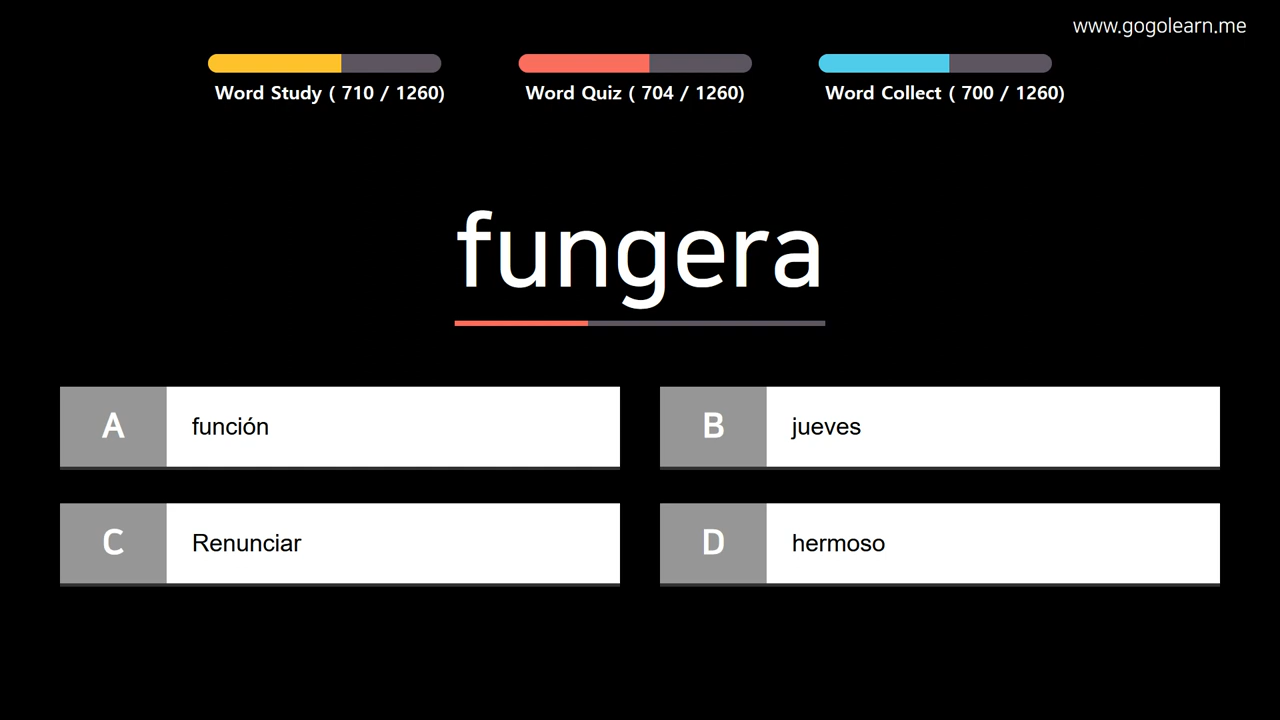 www.gogolearn.me
Word Study ( 710 / 1260)
Word Quiz ( 704 / 1260)
Word Collect ( 700 / 1260)
fungera
A función
B jueves
C Renunciar
D hermoso